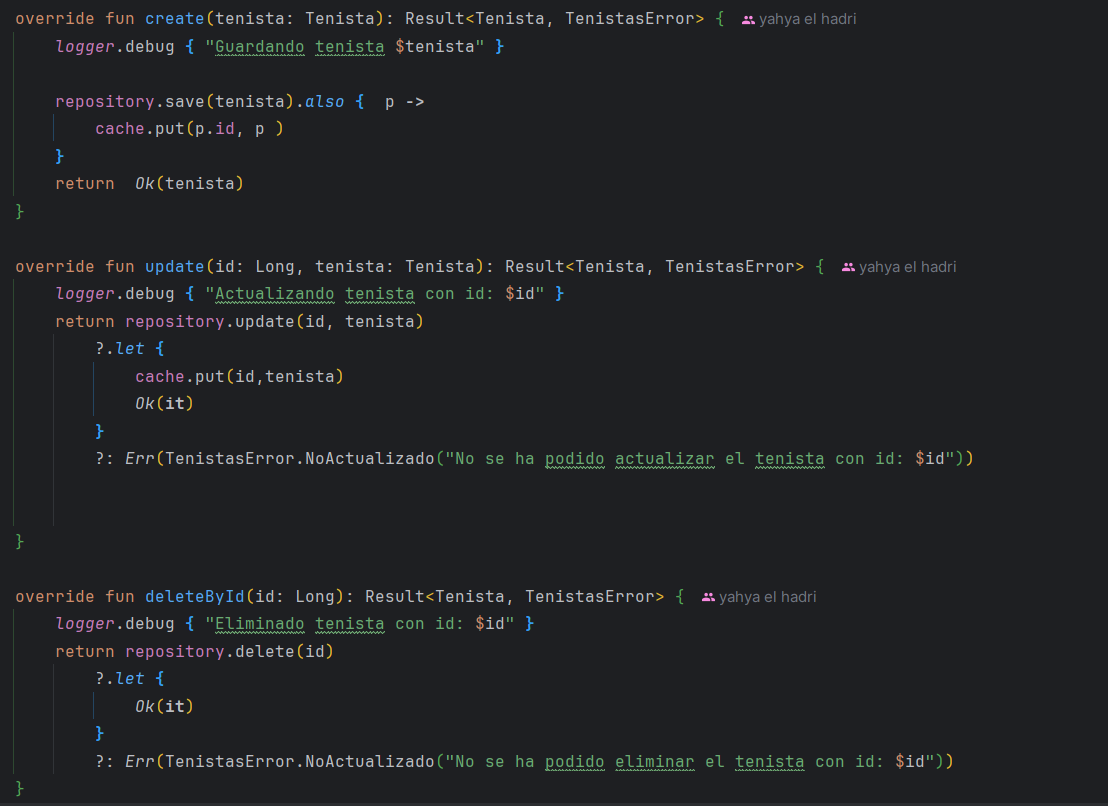 override fun create(tenista: Tenista): Result<Tenista, TenistasError> { yahya el hadri
    logger.debug { "Guardando tenista $tenista" }

    repository.save(tenista).also {  p ->
        cache.put(p.id, p )
    }
    return  Ok(tenista)
}

override fun update(id: Long, tenista: Tenista): Result<Tenista, TenistasError> { yahya el hadri
    logger.debug { "Actualizando tenista con id: $id" }
    return repository.update(id, tenista)
        ?.let {
            cache.put(id,tenista)
            Ok(it)
        }
        ?: Err(TenistasError.NoActualizado("No se ha podido actualizar el tenista con id: $id"))


}

override fun deleteById(id: Long): Result<Tenista, TenistasError> { yahya el hadri
    logger.debug { "Eliminado tenista con id: $id" }
    return repository.delete(id)
        ?.let {
            Ok(it)
        }
        ?: Err(TenistasError.NoActualizado("No se ha podido eliminar el tenista con id: $id"))
}